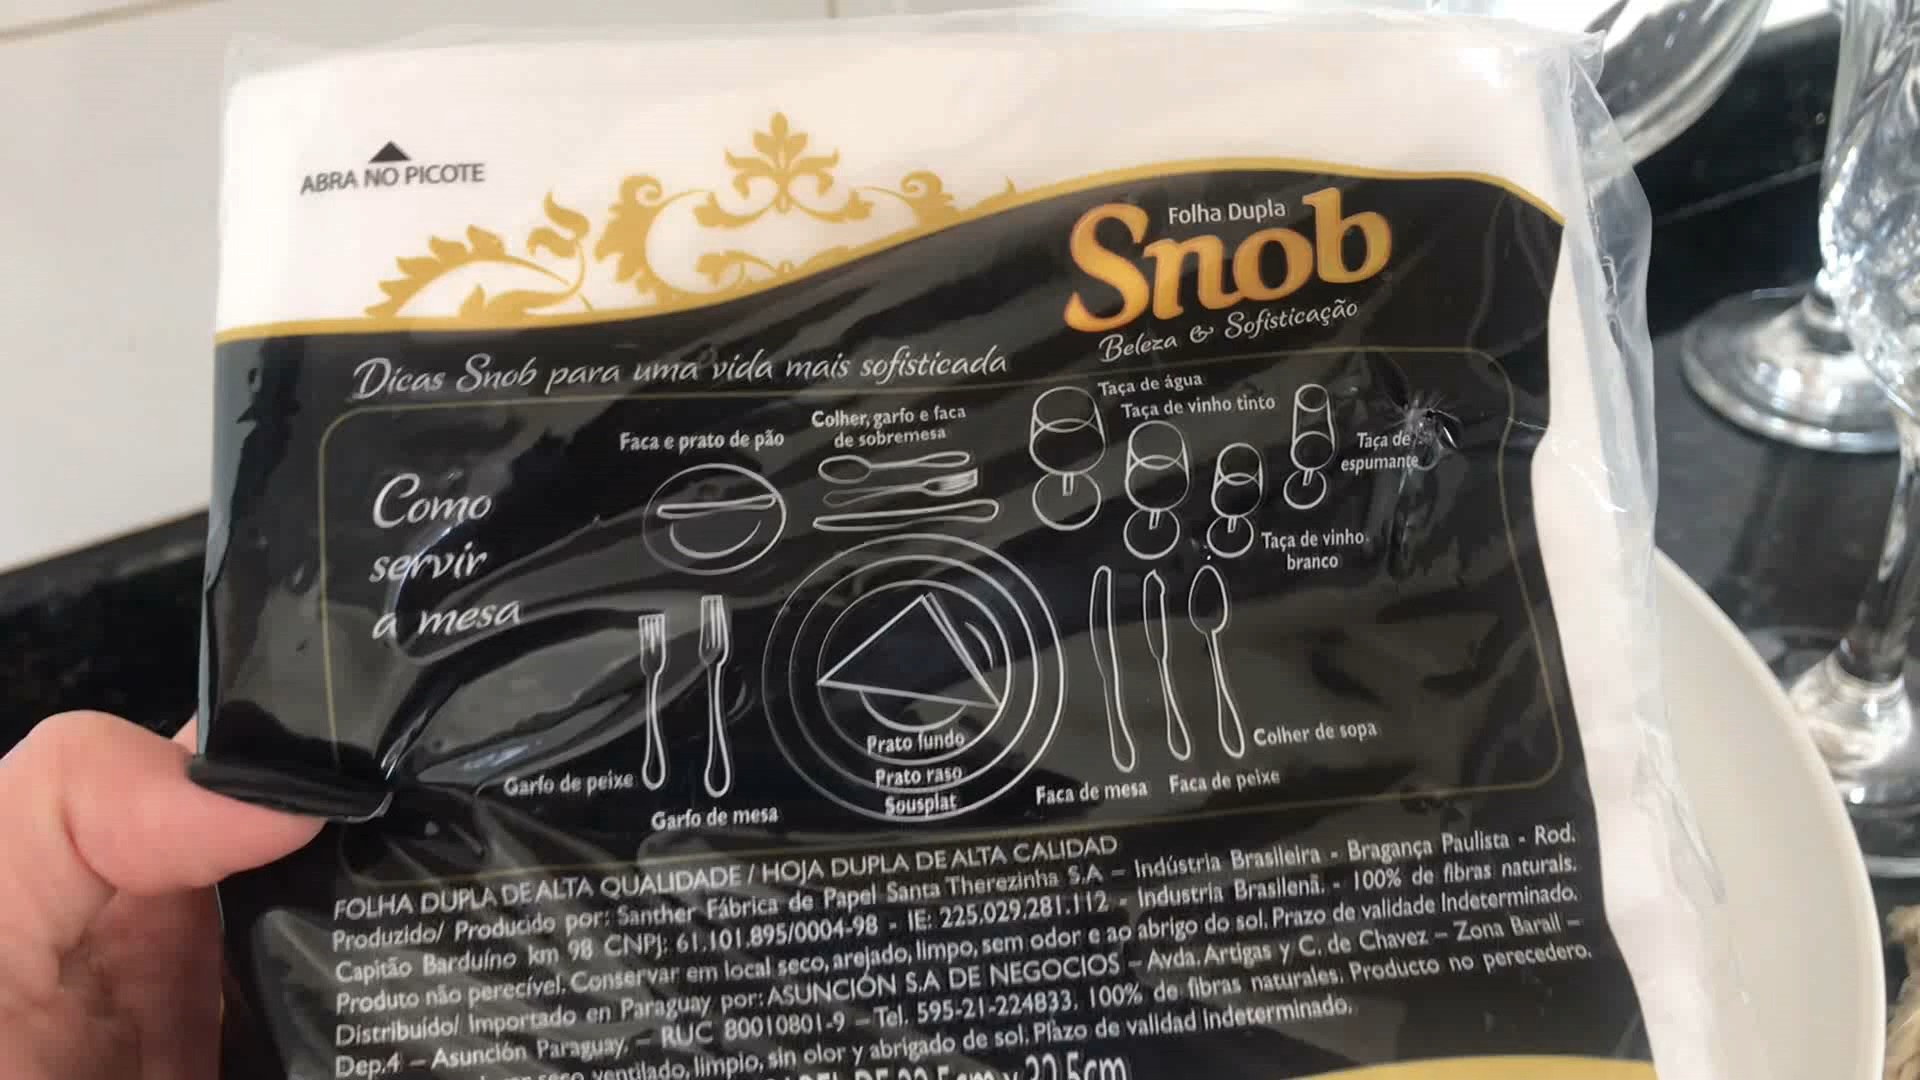 ABRA NO PICOTE
Folha Dupla
Snob
Beleza & Sofisticação
Dicas Snob para uma vida mais sofisticada
Como
servir
a mesa
Faca e prato de pão
Colher, garfo e faca
de sobremesa
Taça de água
Taça de vinho tinto
Taça de
espumante
Taça de vinho
branco
Prato fundo
Prato raso
Sousplat
Garfo de peixe
Garfo de mesa
Faca de mesa
Faca de peixe
Colher de sopa
FOLHA DUPLA DE ALTA QUALIDADE / HOJA DUPLA DE ALTA CALIDAD
Produzido/ Producido por: Santher Fábrica de Papel Santa Therezinha S.A – Indústria Brasileira - Bragança Paulista - Rod.
Capitão Barduíno km 98 CNPJ: 61.101.895/0004-98 - IE: 225.029.281.112 - Industria Brasilenã. - 100% de fibras naturais.
Produto não perecível. Conservar em local seco, arejado, limpo, sem odor e ao abrigo do sol. Prazo de validade Indeterminado.
Distribuído/ Importado en Paraguay por: ASUNCIÓN S.A DE NEGOCIOS – Avda. Artigas y C. de Chavez – Zona Barail –
Dep.4 – Asunción Paraguay. – RUC 80010801-9 – Tel. 595-21-224833. 100% de fibras naturales. Producto no perecedero.
seco ventilado, limpio, sin olor y abrigado de sol. Plazo de validad indeterminado.
DE 22,5cm x 22,5cm